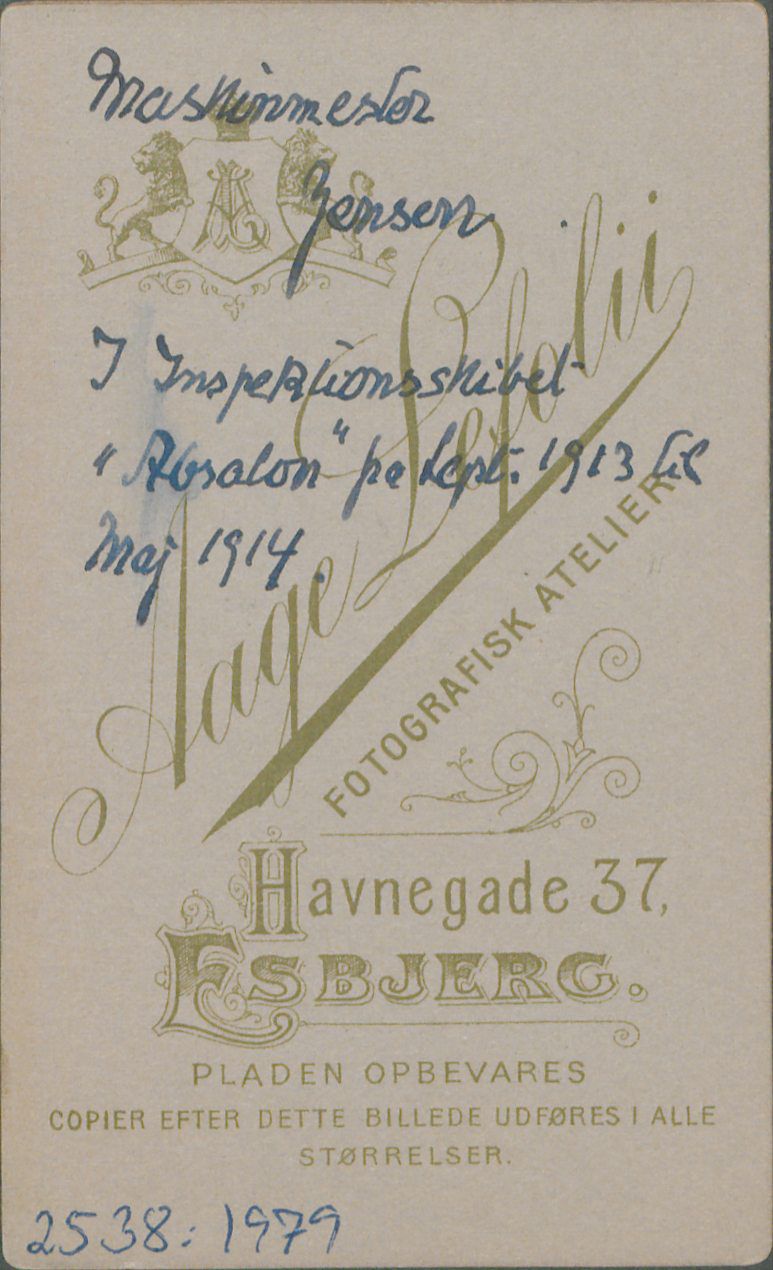 Maskinmester
Jensen
I Inspektionsskibet
"Absalon" fra Sept. 1913 til
Maj 1914.
Aage Lefolii
FOTOGRAFISK ATELIER
Havnegade 37,
ESBJERG.
PLADEN OPBEVARES
COPIER EFTER DETTE BILLEDE UDFØRES I ALLE
STØRRELSER.
2538:1979